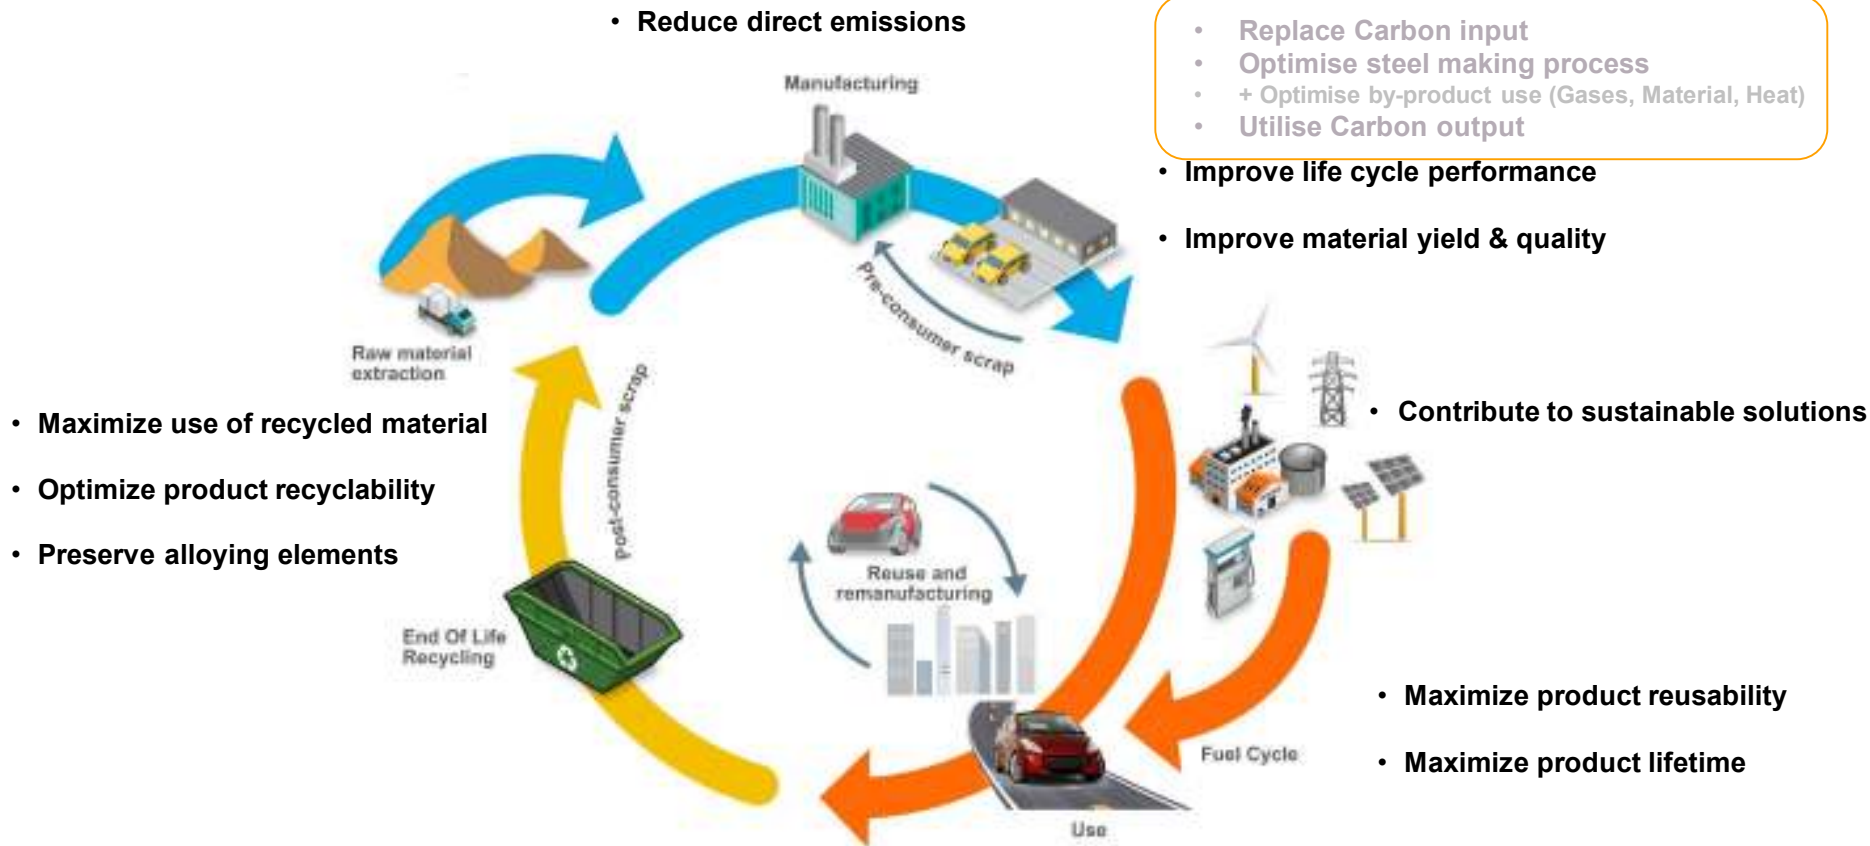 • Reduce direct emissions
• Replace Carbon input
• Optimise steel making process
• + Optimise by-product use (Gases, Material, Heat)
• Utilise Carbon output
Manufacturing
• Improve life cycle performance
• Improve material yield & quality
Pre-consumer scrap
Raw material
extraction
Post-consumer scrap
• Maximize use of recycled material
• Optimize product recyclability
• Preserve alloying elements
• Contribute to sustainable solutions
Reuse and
remanufacturing
End Of Life
Recycling
• Maximize product reusability
• Maximize product lifetime
Fuel Cycle
Use